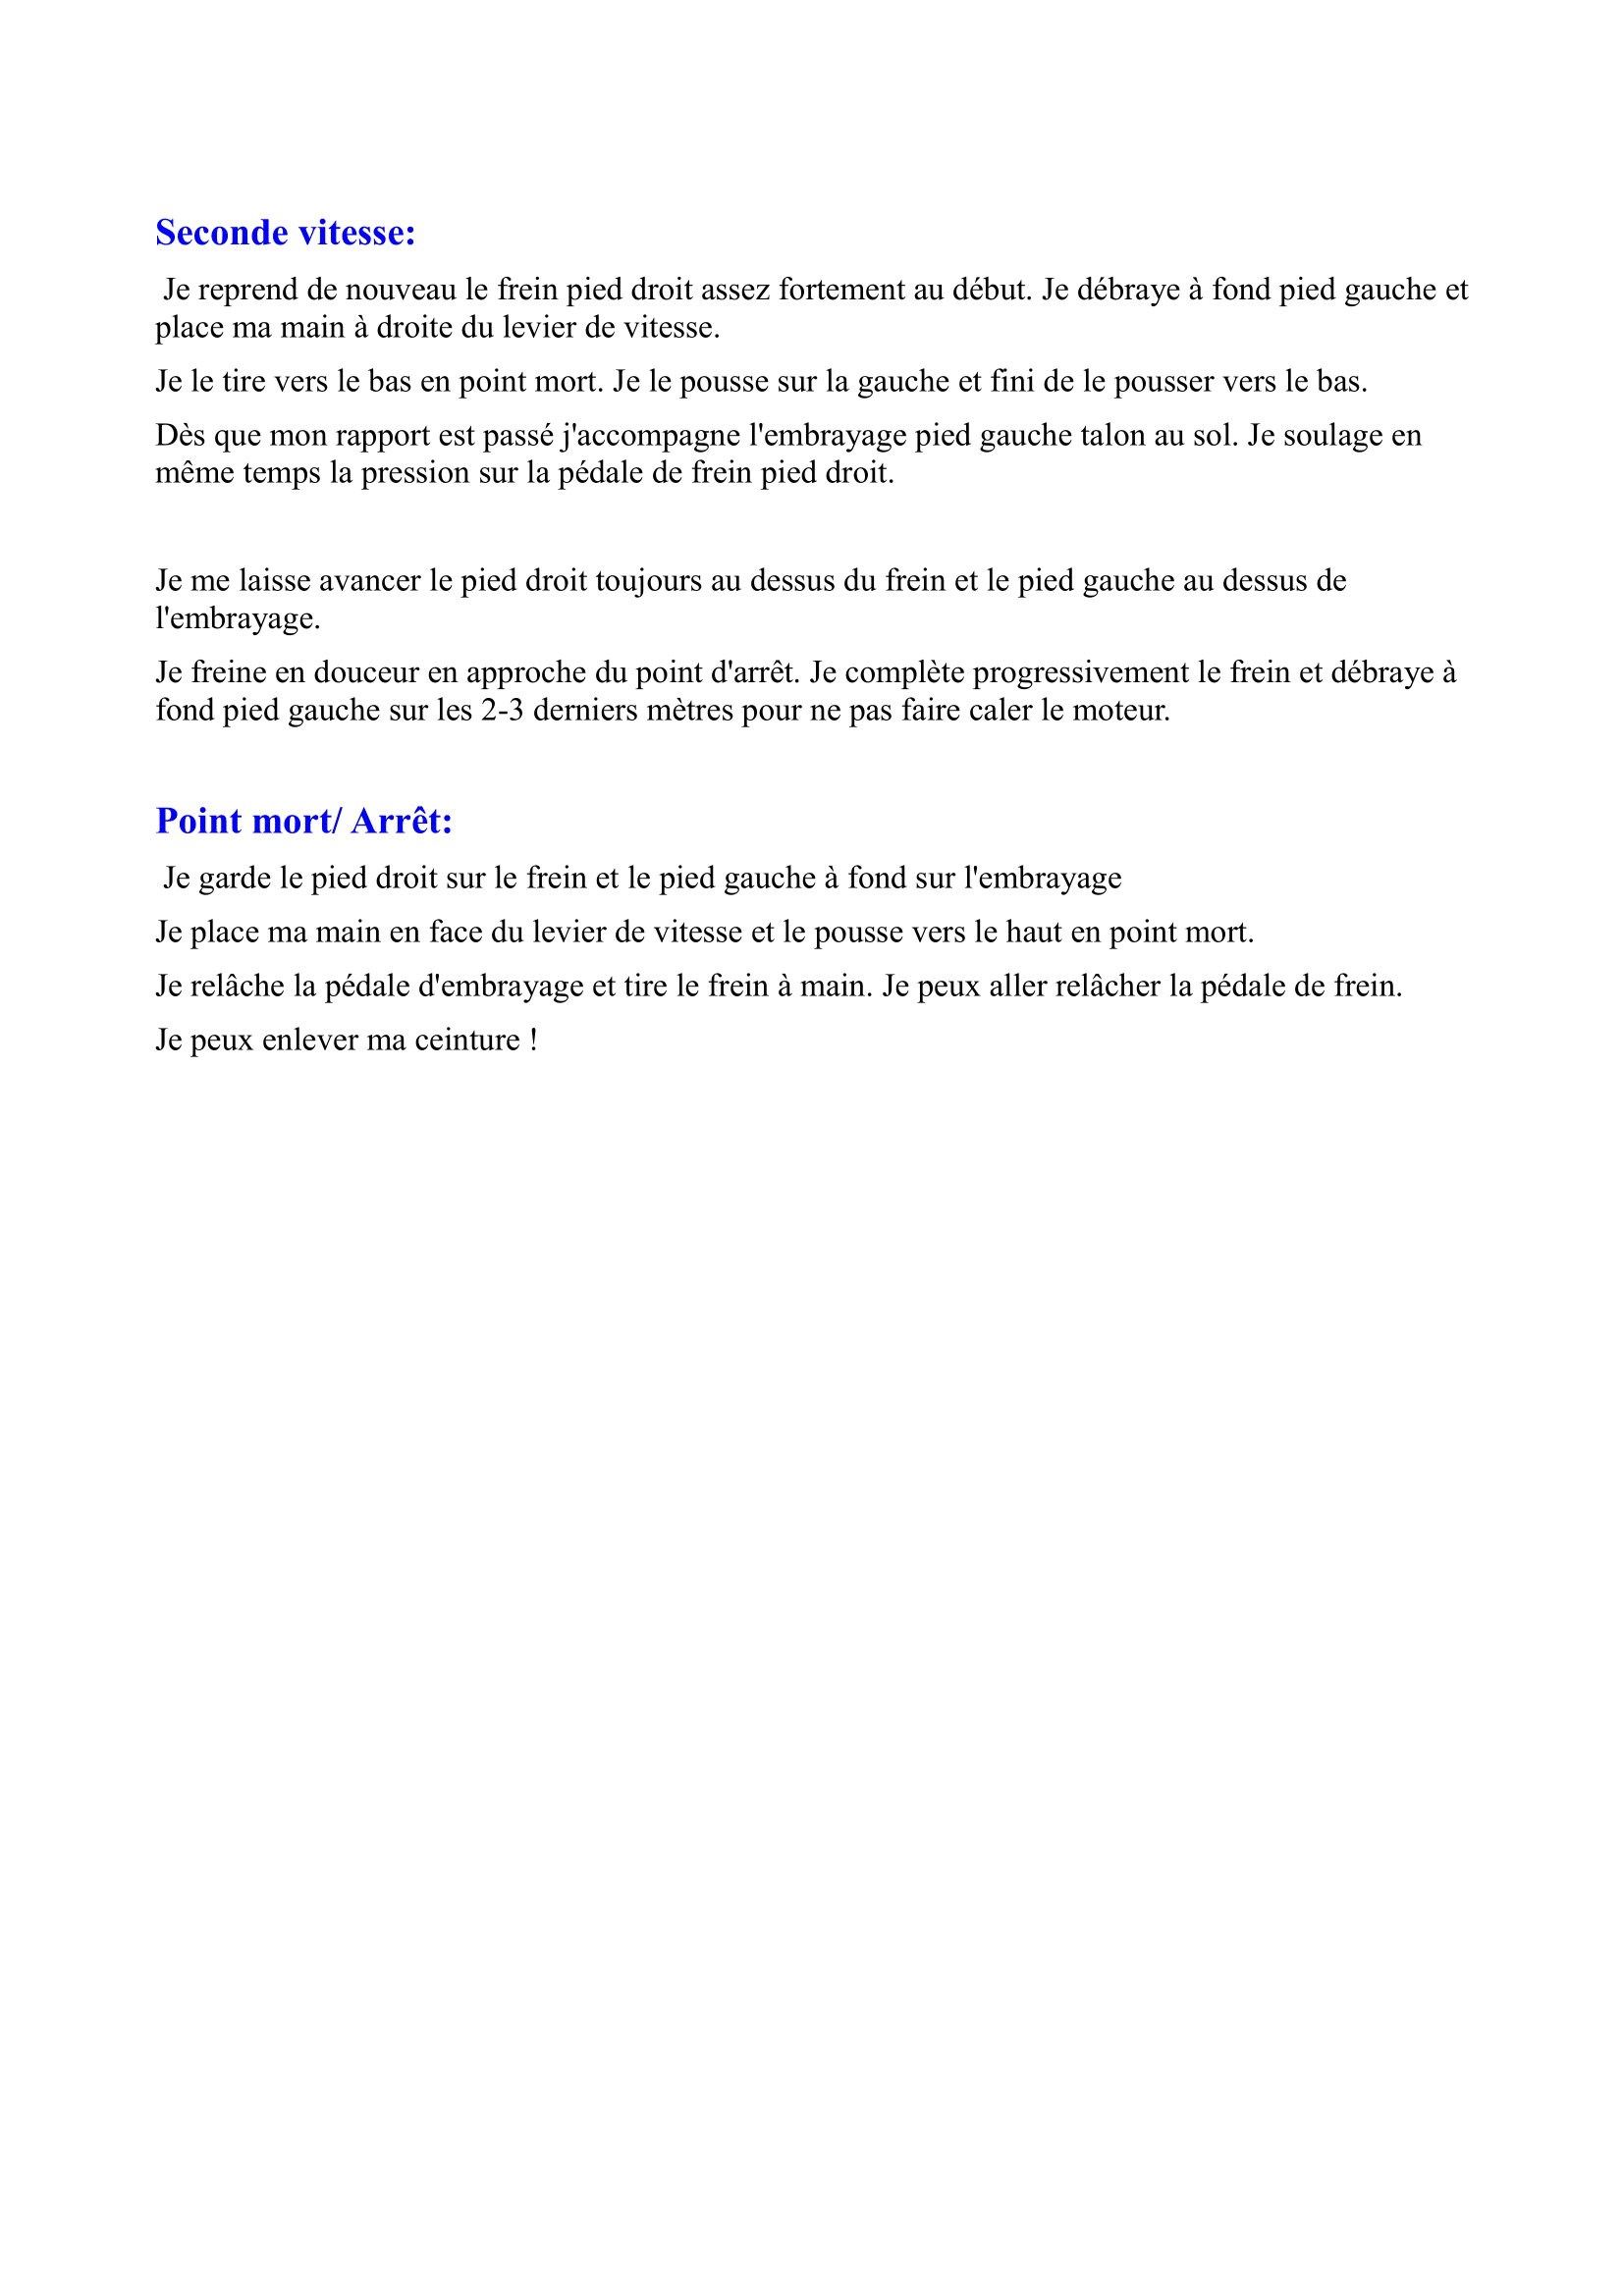 Seconde vitesse:
Je reprend de nouveau le frein pied droit assez fortement au début. Je débraye à fond pied gauche et
place ma main à droite du levier de vitesse.
Je le tire vers le bas en point mort. Je le pousse sur la gauche et fini de le pousser vers le bas.
Dès que mon rapport est passé j'accompagne l'embrayage pied gauche talon au sol. Je soulage en
même temps la pression sur la pédale de frein pied droit.
Je me laisse avancer le pied droit toujours au dessus du frein et le pied gauche au dessus de
l'embrayage.
Je freine en douceur en approche du point d'arrêt. Je complète progressivement le frein et débraye à
fond pied gauche sur les 2-3 derniers mètres pour ne pas faire caler le moteur.
Point mort/ Arrêt:
Je garde le pied droit sur le frein et le pied gauche à fond sur l'embrayage
Je place ma main en face du levier de vitesse et le pousse vers le haut en point mort.
Je relâche la pédale d'embrayage et tire le frein à main. Je peux aller relâcher la pédale de frein.
Je peux enlever ma ceinture !